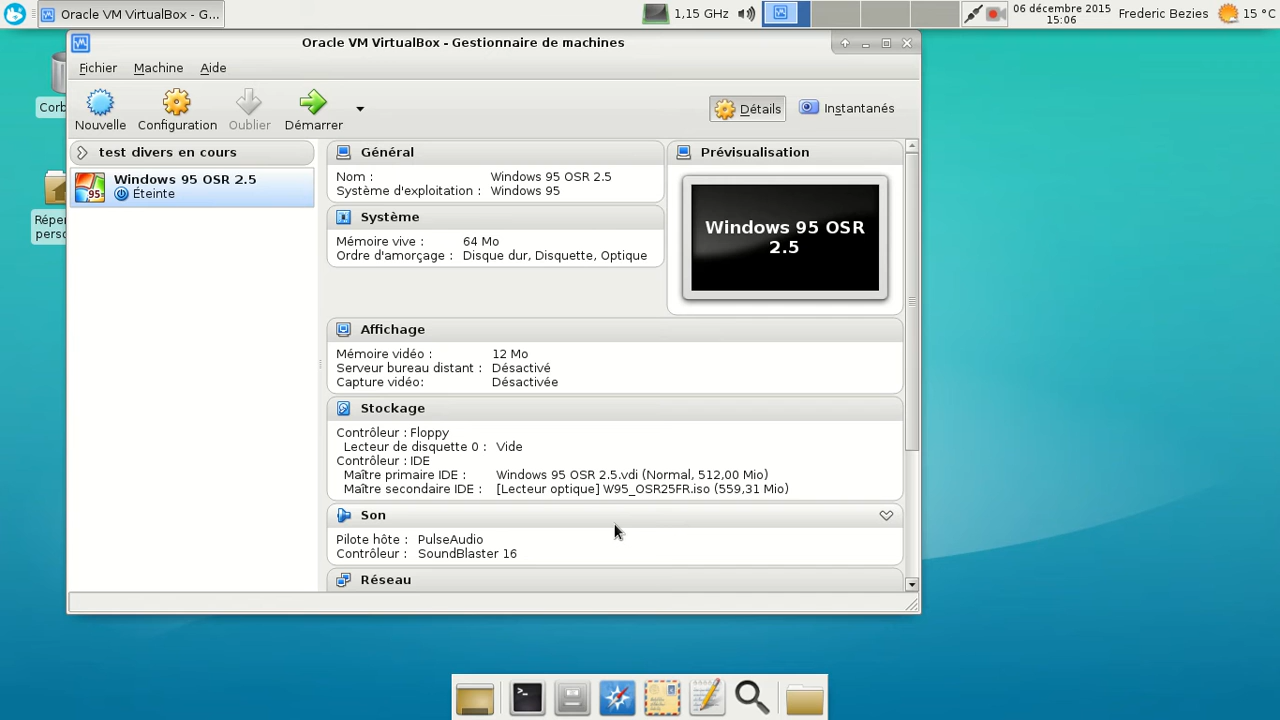 Oracle VM VirtualBox - G...
1,15 GHz
06 décembre 2015
15:06
Frederic Bezies
15 °C
Oracle VM VirtualBox - Gestionnaire de machines
Fichier Machine Aide
Nouvelle Configuration Oublier Démarrer
Détails Instantanés
Corb
Réper
perso
test divers en cours
95
Windows 95 OSR 2.5
Éteinte
Général
Nom : Windows 95 OSR 2.5
Système d'exploitation : Windows 95
Système
Mémoire vive : 64 Mo
Ordre d'amorçage : Disque dur, Disquette, Optique
Prévisualisation
Windows 95 OSR
2.5
Affichage
Mémoire vidéo : 12 Mo
Serveur bureau distant : Désactivé
Capture vidéo: Désactivée
Stockage
Contrôleur : Floppy
Lecteur de disquette 0 : Vide
Contrôleur : IDE
Maître primaire IDE : Windows 95 OSR 2.5.vdi (Normal, 512,00 Mio)
Maître secondaire IDE : [Lecteur optique] W95_OSR25FR.iso (559,31 Mio)
Son
Pilote hôte : PulseAudio
Contrôleur : SoundBlaster 16
Réseau